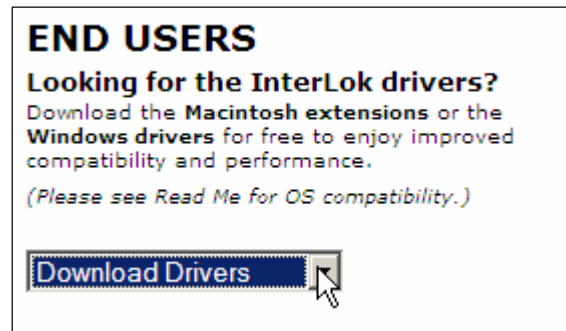 END USERS
Looking for the InterLok drivers?
Download the Macintosh extensions or the
Windows drivers for free to enjoy improved
compatibility and performance.
(Please see Read Me for OS compatibility.)
Download Drivers